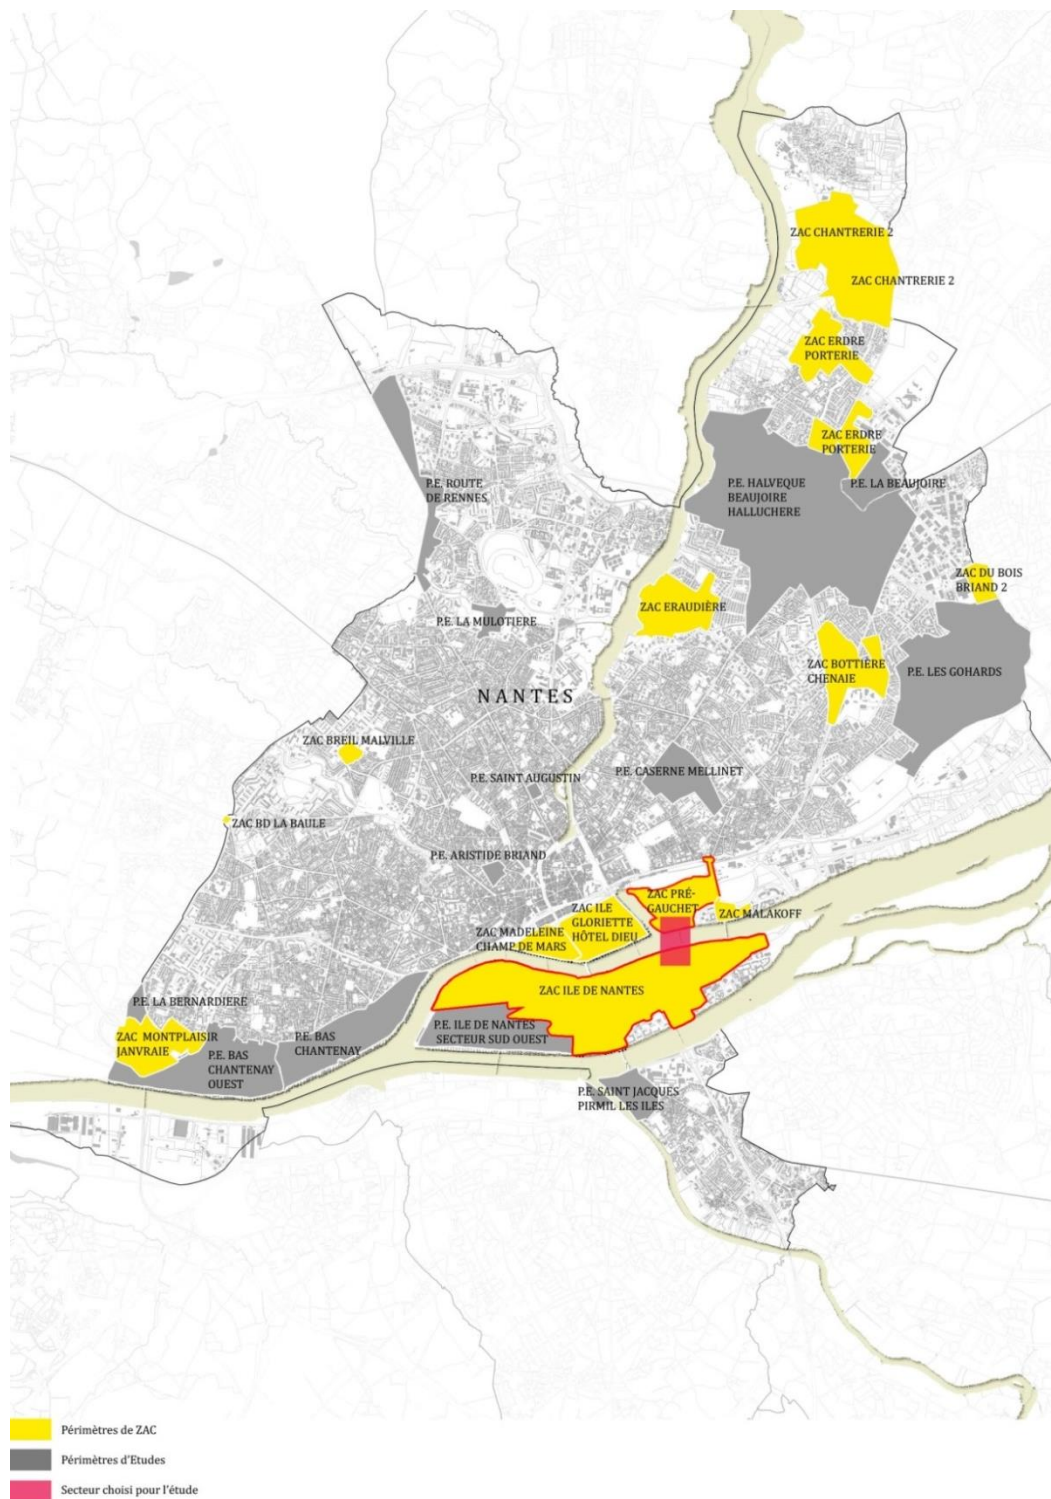 ZAC CHANTRERIE 2
ZAC CHANTRERIE 2
ZAC ERDRE
PORTERIE
ZAC ERDRE
PORTERIE
P.E. ROUTE
DE RENNES
P.E. HALVEQUE
BEAUJOIRE
HALLUCHERE
P.E. LA BEAUJOIRE
ZAC DU BOIS
BRIAND 2
ZAC ERAUDIÈRE
P.E. LA MULOTIERE
ZAC BOTTIÈRE
CHENAIE
P.E. LES GOHARDS
NANTES
ZAC BREIL MALVILLE
P.E. SAINT AUGUSTIN
P.E. CASERNE MELLINET
ZAC BD LA BAULE
P.E. ARISTIDE BRIAND
ZAC PRÉ-
GAUCHET
ZAC MALAKOFF
ZAC ILE
GLORIETTE
HÔTEL DIEU
ZAC MADELEINE
CHAMP DE MARS
ZAC ILE DE NANTES
P.E. LA BERNARDIERE
P.E. ILE DE NANTES
SECTEUR SUD OUEST
ZAC MONTPLAISIR
JANVRAIE
P.E. BAS
CHANTENAY
P.E. BAS
CHANTENAY
OUEST
P.E. SAINT JACQUES
PIRMIL LES ILES
Périmètres de ZAC
Périmètres d'Etudes
Secteur choisi pour l'étude